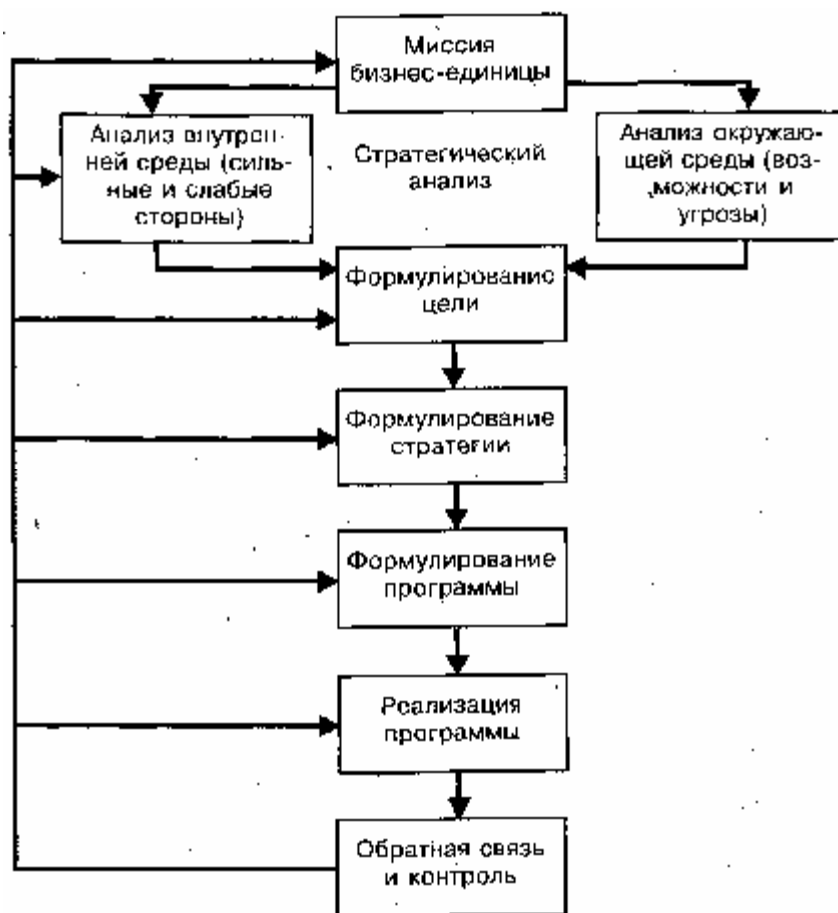 Миссия
бизнес-единицы
Анализ внутрен-
ней среды (силь-
ные и слабые
стороны)
Стратегический
анализ
Анализ окружаю-
щей среды (воз-
можности и
угрозы)
Формулирование
цели
Формулирование
стратегии
Формулирование
программы
Реализация
программы
Обратная связь
и контроль